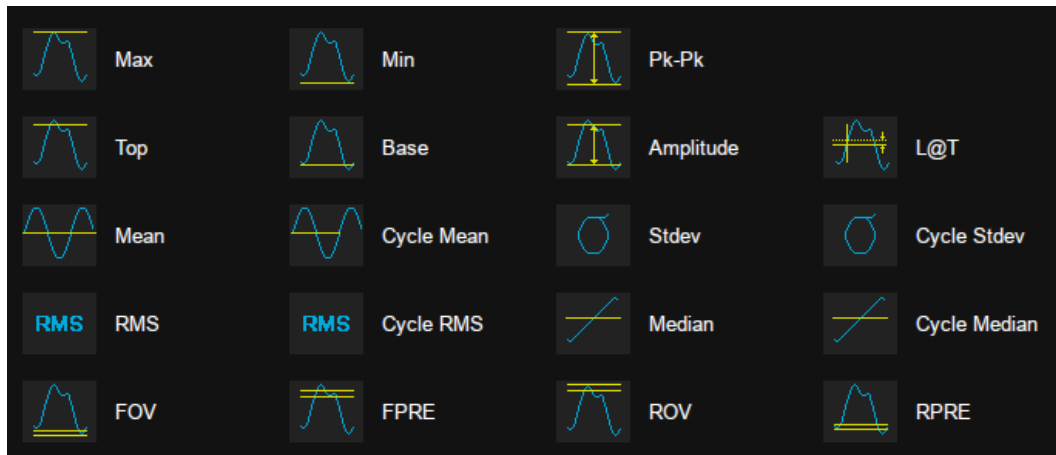 Max Min Pk-Pk
Top Base Amplitude L@T
Mean Cycle Mean Stdev Cycle Stdev
RMS RMS RMS Cycle RMS Median Cycle Median
FOV FPRE ROV RPRE